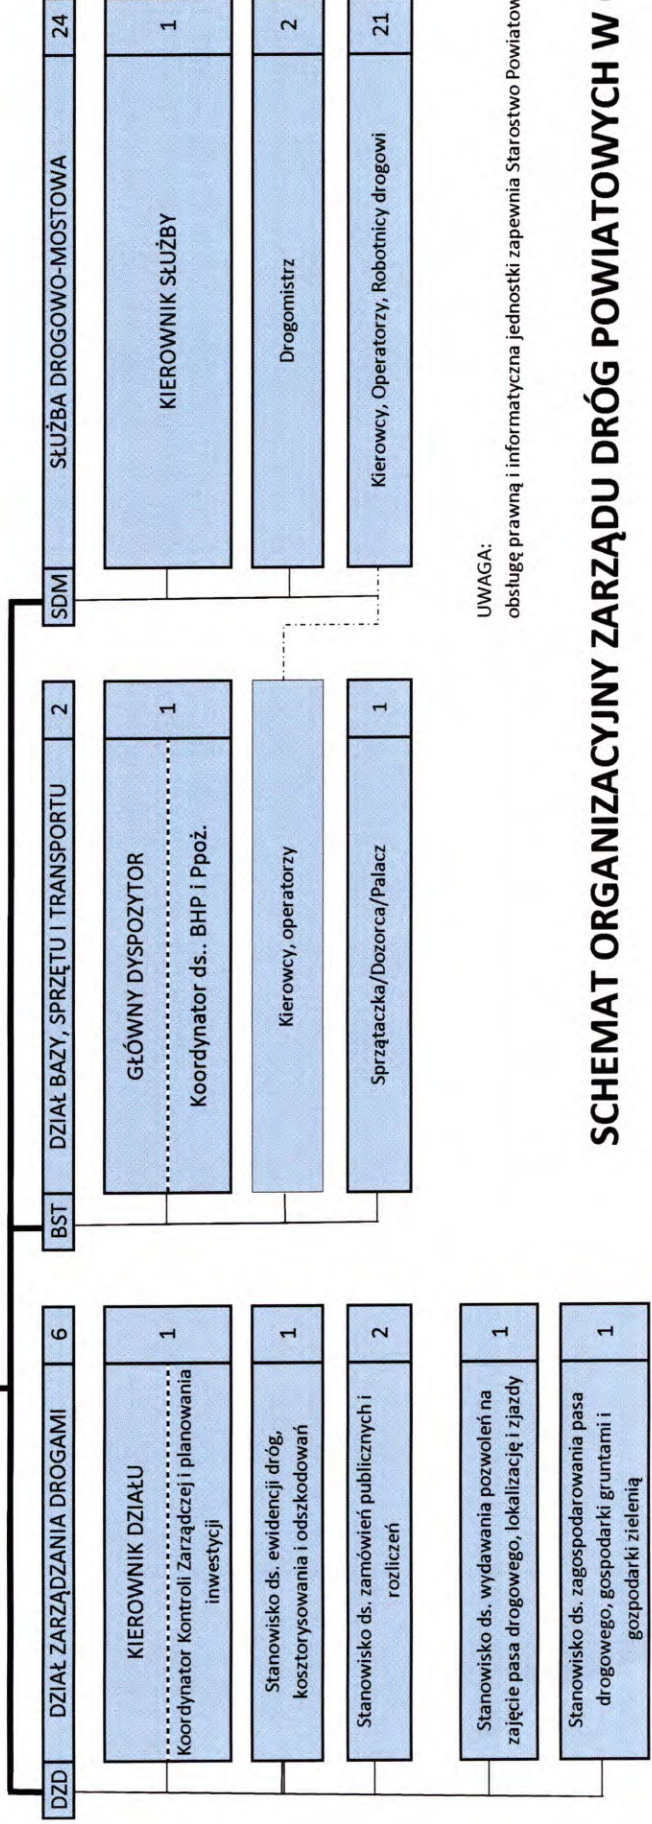 DZD DZIAŁ ZARZĄDZANIA DROGAMI 6
KIEROWNIK DZIAŁU 1
Koordynator Kontroli Zarządczej i planowania
inwestycji
Stanowisko ds. ewidencji dróg, 1
kosztorysowania i odszkodowań
Stanowisko ds. zamówień publicznych i 2
rozliczeń
Stanowisko ds. wydawania pozwoleń na 1
zajęcie pasa drogowego, lokalizację i zjazdy
Stanowisko ds. zagospodarowania pasa 1
drogowego, gospodarki gruntami i
gozpodarki zielenią
BST DZIAŁ BAZY, SPRZĘTU I TRANSPORTU 2
GŁÓWNY DYSPOZYTOR 1
Koordynator ds.. BHP i Ppoż.
Kierowcy, operatorzy
Sprzątaczka/Dozorca/Palacz 1
SDM SŁUŻBA DROGOWO-MOSTOWA 24
KIEROWNIK SŁUŻBY 1
Drogomistrz 2
Kierowcy, Operatorzy, Robotnicy drogowi 21
UWAGA:
obsługę prawną i informatyczna jednostki zapewnia Starostwo Powiatow
SCHEMAT ORGANIZACYJNY ZARZĄDU DRÓG POWIATOWYCH W